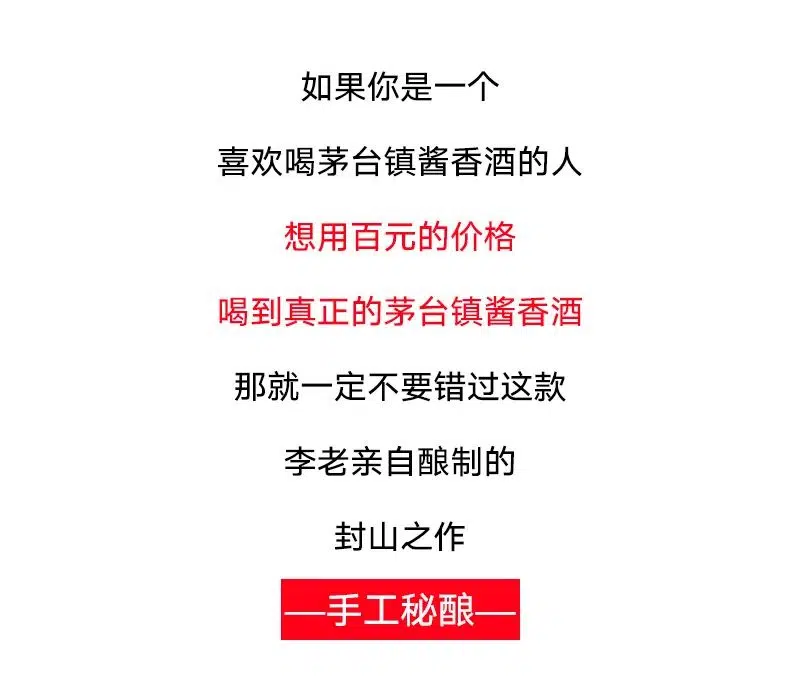 如果你是一个
喜欢喝茅台镇酱香酒的人
想用百元的价格
喝到真正的茅台镇酱香酒
那就一定不要错过这款
李老亲自酿制的
封山之作
—手工秘酿—